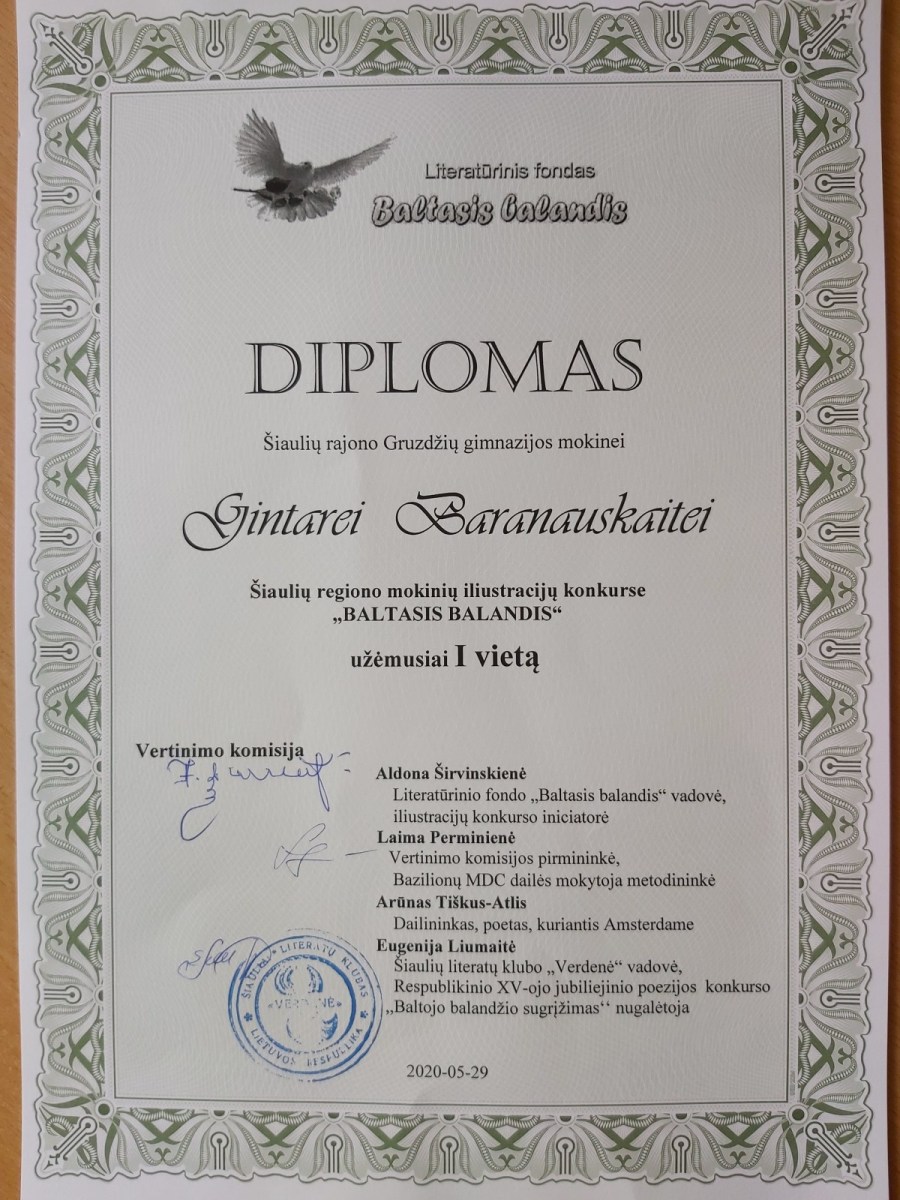 Literatūrinis fondas
Baltasis balandis
DIPLOMAS
Šiaulių rajono Gruzdžių gimnazijos mokinei
Gintarei Baranauskaitei
Šiaulių regiono mokinių iliustracijų konkurse
„BALTASIS BALANDIS“
užėmusiai I vietą
Vertinimo komisija
Aldona Širvinskienė
Literatūrinio fondo „Baltasis balandis“ vadovė,
iliustracijų konkurso iniciatorė
Laima Perminienė
Vertinimo komisijos pirmininkė,
Bazilionų MDC dailės mokytoja metodininkė
Arūnas Tiškus-Atlis
Dailininkas, poetas, kuriantis Amsterdame
Eugenija Liumaitė
Šiaulių literatų klubo „Verdenė“ vadovė,
Respublikinio XV-ojo jubiliejinio poezijos konkurso
„Baltojo balandžio sugrįžimas‘‘ nugalėtoja
ŠIAULIŲ LITERATŲ KLUBAS
«VERDENĖ»
LIETUVOS RESPUBLIKA
2020-05-29